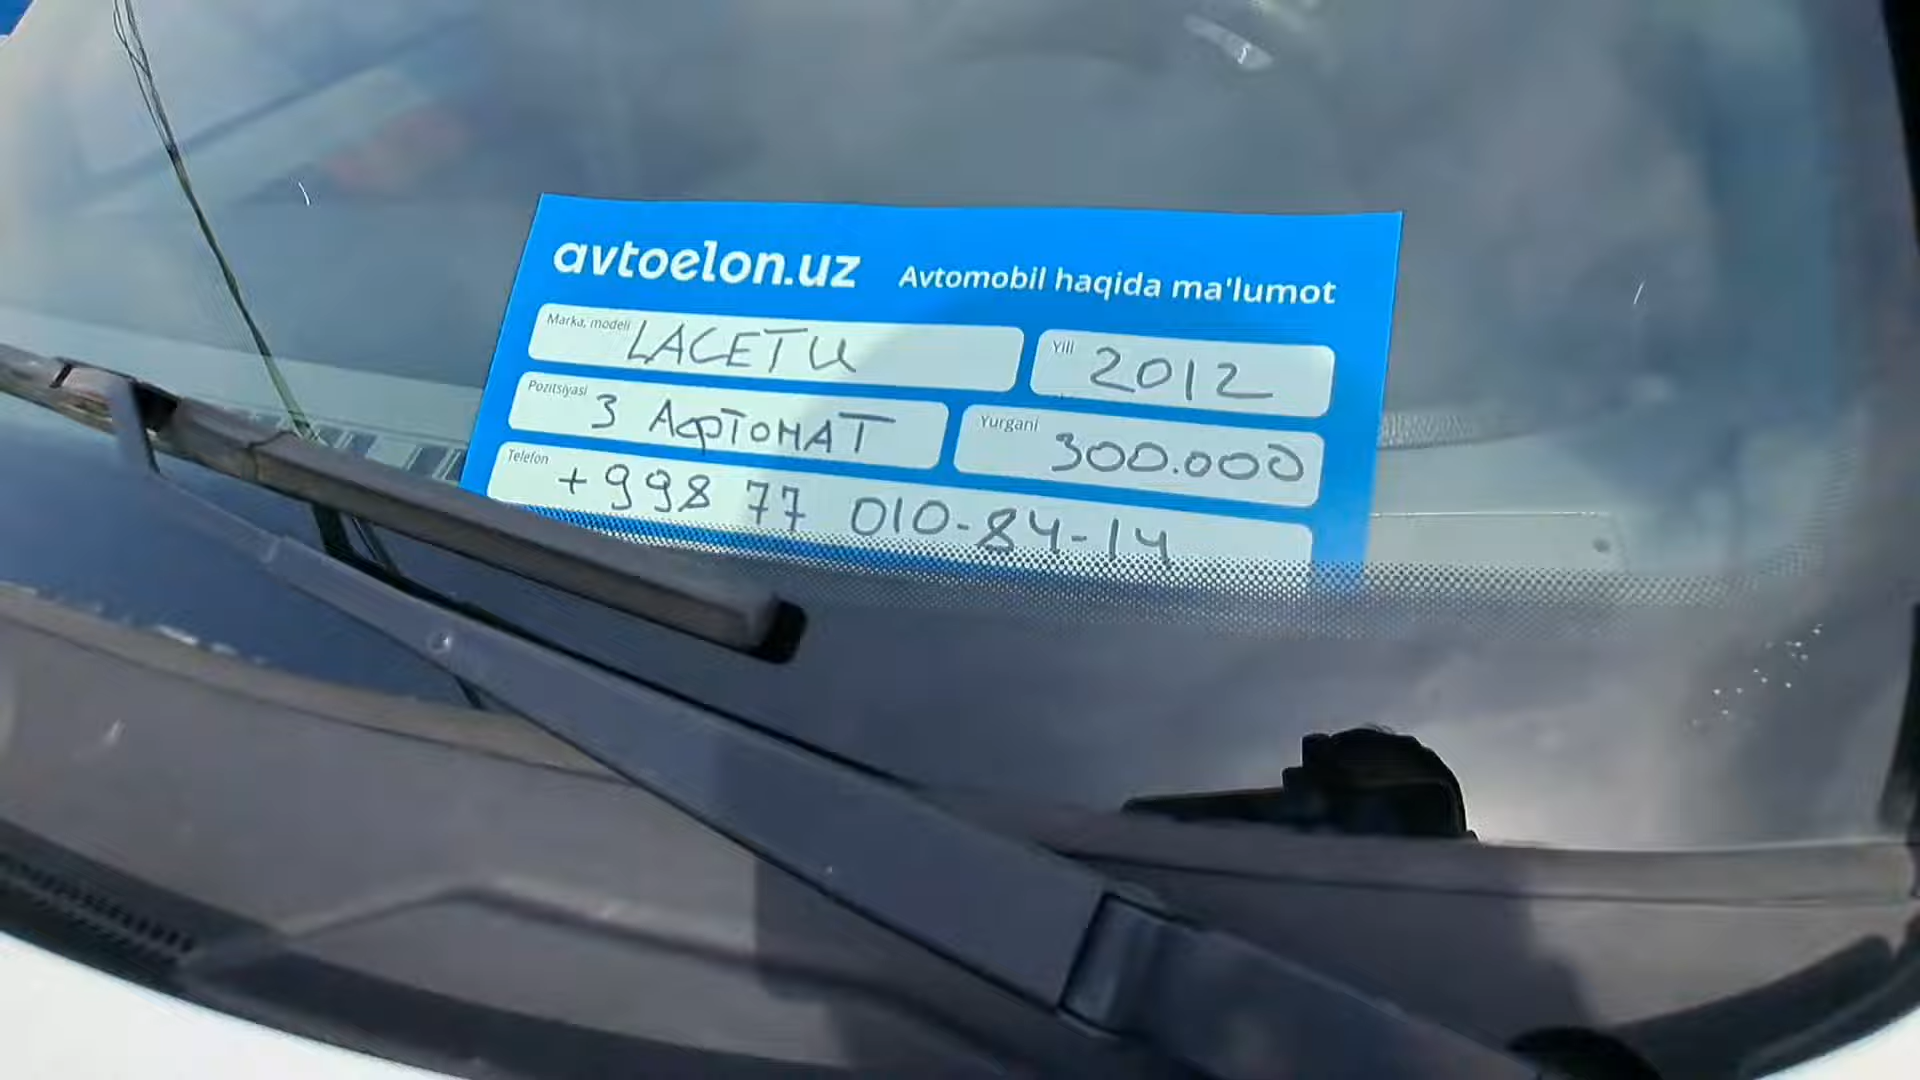 avtoelon.uz Avtomobil haqida ma'lumot
Marka, modeli LACETU Yili 2012
Pozitsiyasi 3 АфТОМАТ Yurgani 300.000
Telefon +998 77 010-84-14